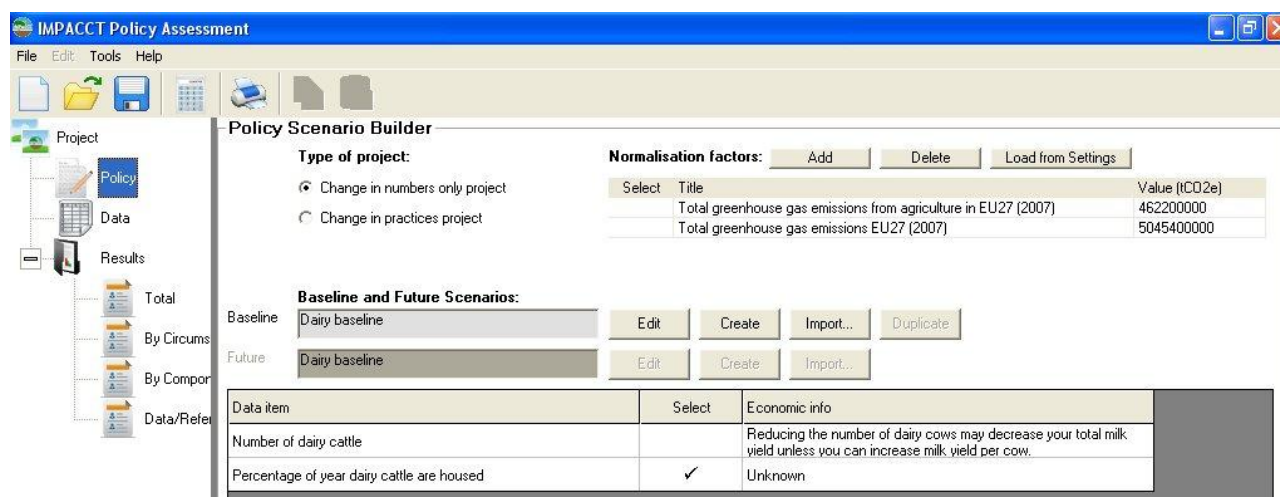 IMPACCT Policy Assessment
File Edit Tools Help
Policy Scenario Builder
Project
Policy
Data
Results
Total
By Circums
By Compor
Data/Refer
Type of project:
Change in numbers only project
Change in practices project
Normalisation factors: Add Delete Load from Settings
Select Title Value (tCO2e)
Total greenhouse gas emissions from agriculture in EU27 (2007) 462200000
Total greenhouse gas emissions EU27 (2007) 5045400000
Baseline and Future Scenarios:
Baseline Dairy baseline Edit Create Import... Duplicate
Future Dairy baseline Edit Create Import...
Data item Select Economic info
Number of dairy cattle Reducing the number of dairy cows may decrease your total milk
yield unless you can increase milk yield per cow.
Percentage of year dairy cattle are housed ✓ Unknown